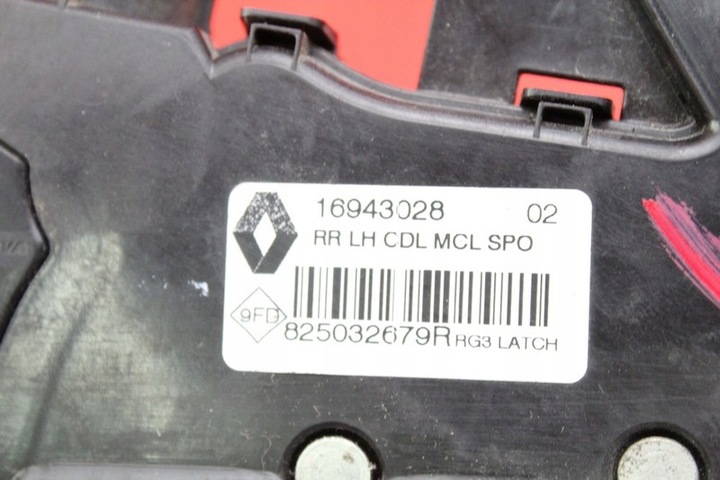 16943028 02
RR LH CDL MCL SPO
9FD
825032679R RG3 LATCH